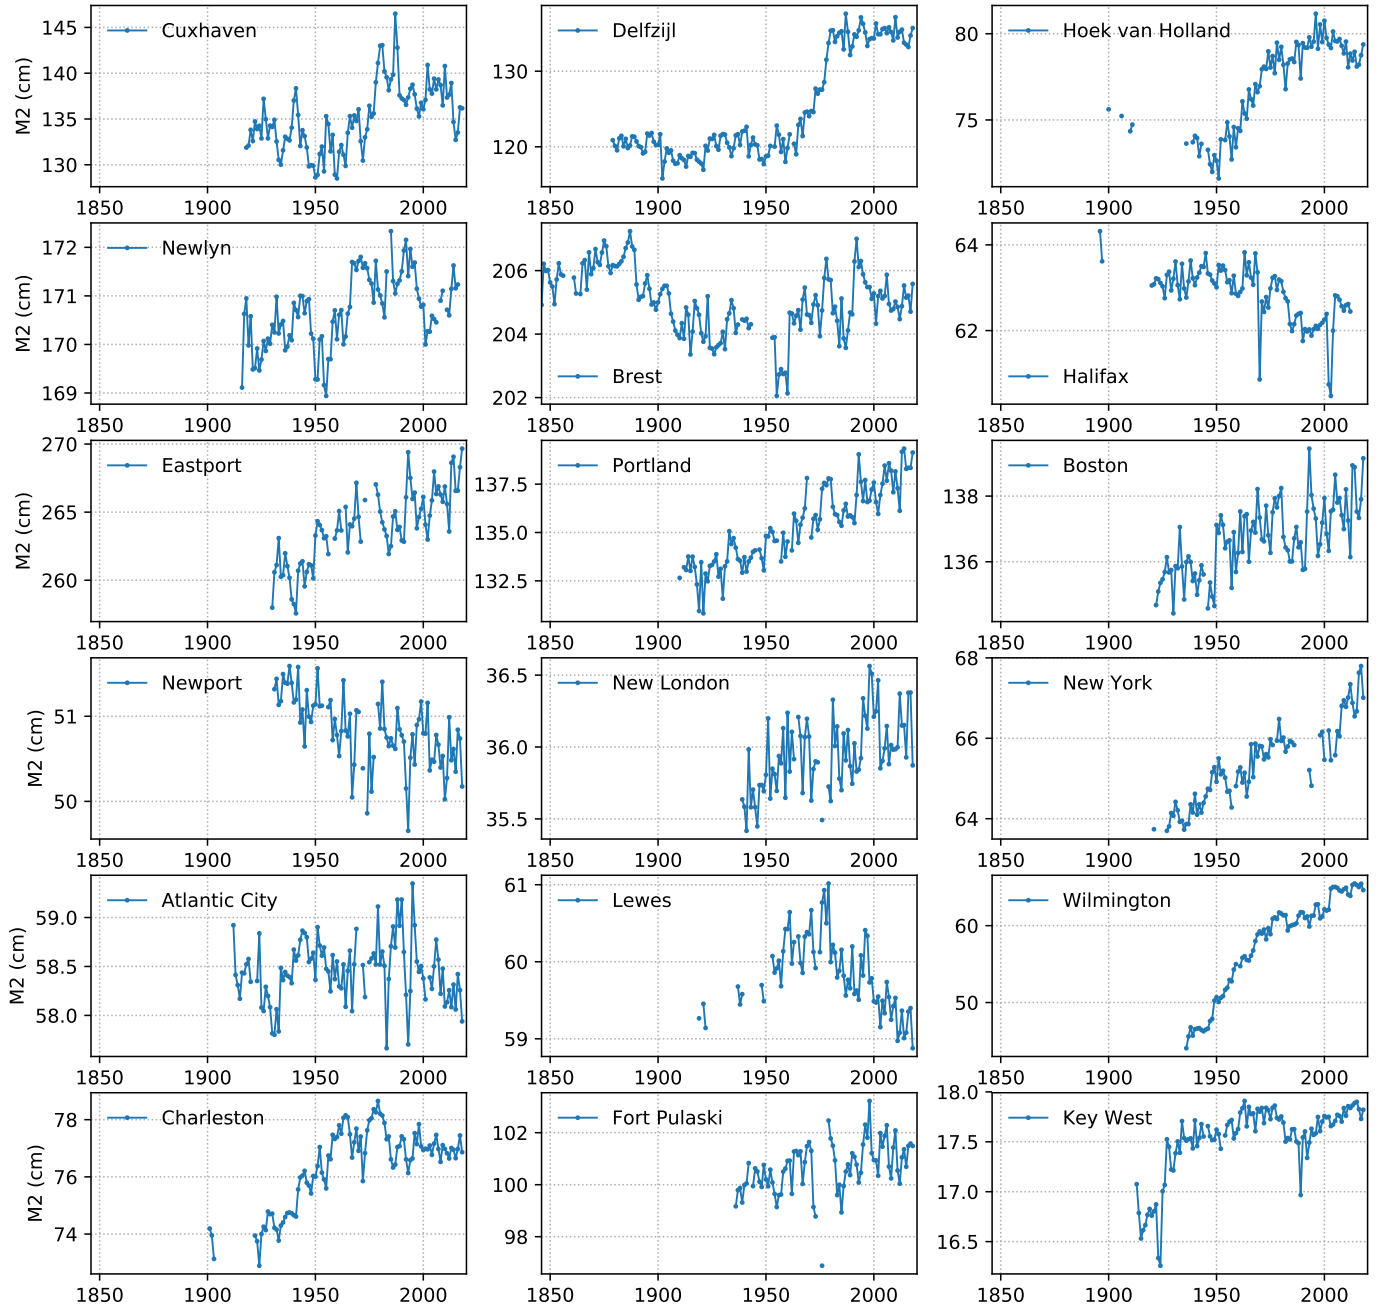 Cuxhaven
M2 (cm)
145
140
135
130
1850 1900 1950 2000
Delfzijl
130
120
1850 1900 1950 2000
Hoek van Holland
80
75
1850 1900 1950 2000
Newlyn
M2 (cm)
172
171
170
169
1850 1900 1950 2000
Brest
206
204
202
1850 1900 1950 2000
Halifax
64
62
1850 1900 1950 2000
Eastport
M2 (cm)
270
265
260
1850 1900 1950 2000
Portland
137.5
135.0
132.5
1850 1900 1950 2000
Boston
138
136
1850 1900 1950 2000
Newport
M2 (cm)
51
50
1850 1900 1950 2000
New London
36.5
36.0
35.5
1850 1900 1950 2000
New York
68
66
64
1850 1900 1950 2000
Atlantic City
M2 (cm)
59.0
58.5
58.0
1850 1900 1950 2000
Lewes
61
60
59
1850 1900 1950 2000
Wilmington
60
50
1850 1900 1950 2000
Charleston
M2 (cm)
78
76
74
1850 1900 1950 2000
Fort Pulaski
102
100
98
1850 1900 1950 2000
Key West
18.0
17.5
17.0
16.5
1850 1900 1950 2000